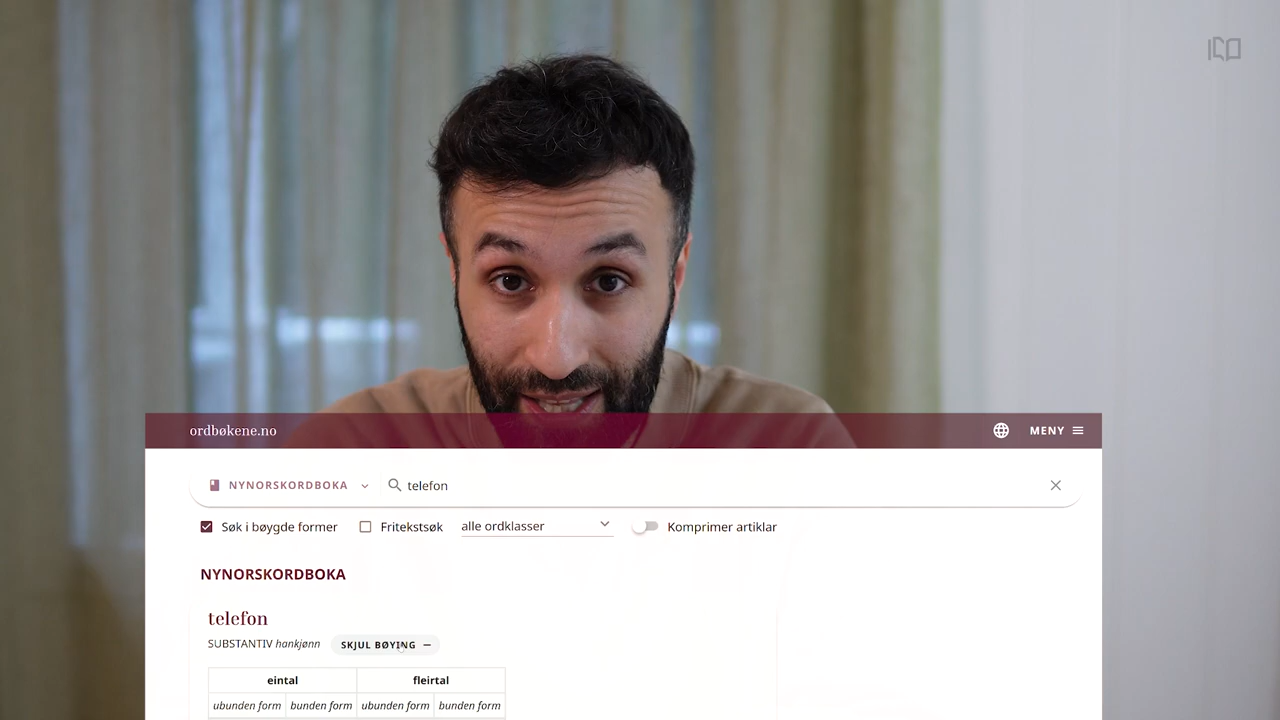 ordbøkene.no
MENY
NYNORSKORDBOKA
telefon
Søk i bøygde former
Fritekstsøk
alle ordklasser
Komprimer artiklar
NYNORSKORDBOKA
telefon
SUBSTANTIV hankjønn SKJUL BØYING
eintal fleirtal
ubunden form bunden form ubunden form bunden form